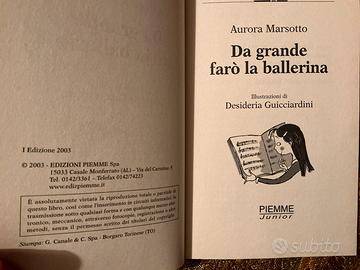 I Edizione 2003
© 2003 - EDIZIONI PIEMME Spa
15033 Casale Monferrato (AL) - Via del Carmine, 5
Tel. 0142/3361 - Telefax 0142/74223
www.edizpiemme.it
È assolutamente vietata la riproduzione totale o parziale di
questo libro, così come l'inserimento in circuiti informatici, la
trasmissione sotto qualsiasi forma e con qualunque mezzo elet-
tronico, meccanico, attraverso fotocopie, registrazione o altri
metodi, senza il permesso scritto dei titolari del copyright.
Stampa: G. Canale & C. Spa - Borgaro Torinese (TO)
Aurora Marsotto
Da grande
farò la ballerina
Illustrazioni di
Desideria Guicciardini
PIEMME
Junior
subito